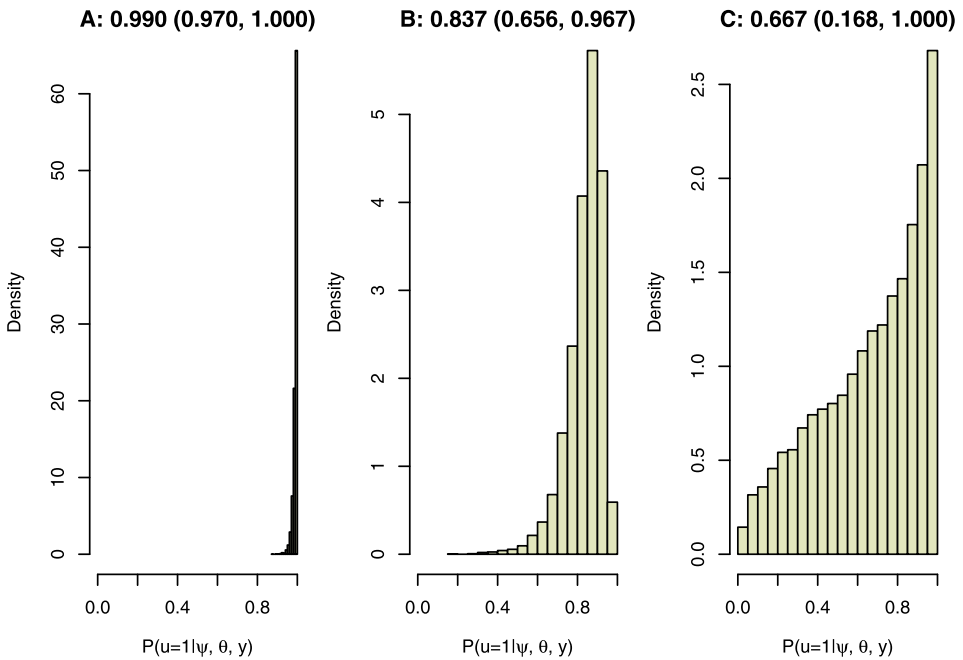 A: 0.990 (0.970, 1.000)
B: 0.837 (0.656, 0.967)
C: 0.667 (0.168, 1.000)
Density
0 10 20 30 40 50 60
0.0 0.4 0.8
P(u=1|ψ, θ, y)
Density
0 1 2 3 4 5
0.0 0.4 0.8
P(u=1|ψ, θ, y)
Density
0.0 0.5 1.0 1.5 2.0 2.5
0.0 0.4 0.8
P(u=1|ψ, θ, y)